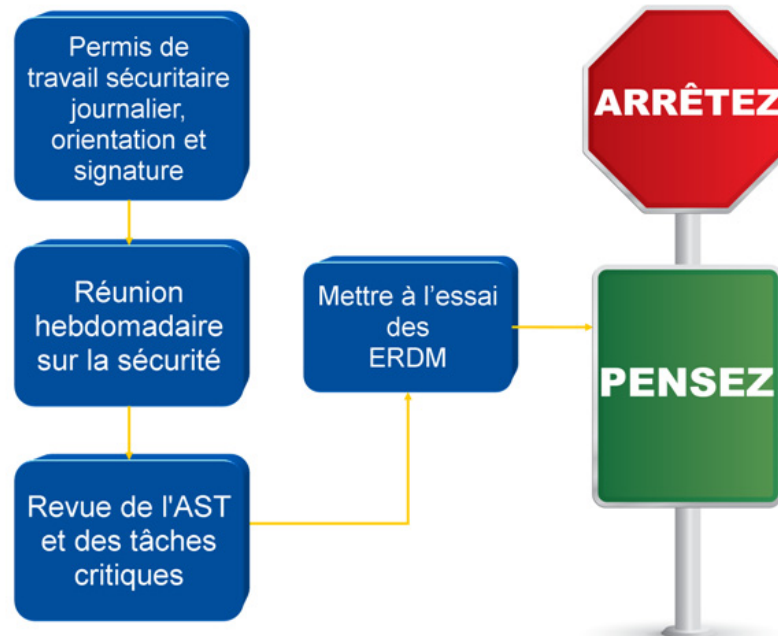 Permis de
travail sécuritaire
journalier,
orientation et
signature
Réunion
hebdomadaire
sur la sécurité
Revue de l'AST
et des tâches
critiques
Mettre à l’essai
des
ERDM
ARRÊTEZ
PENSEZ